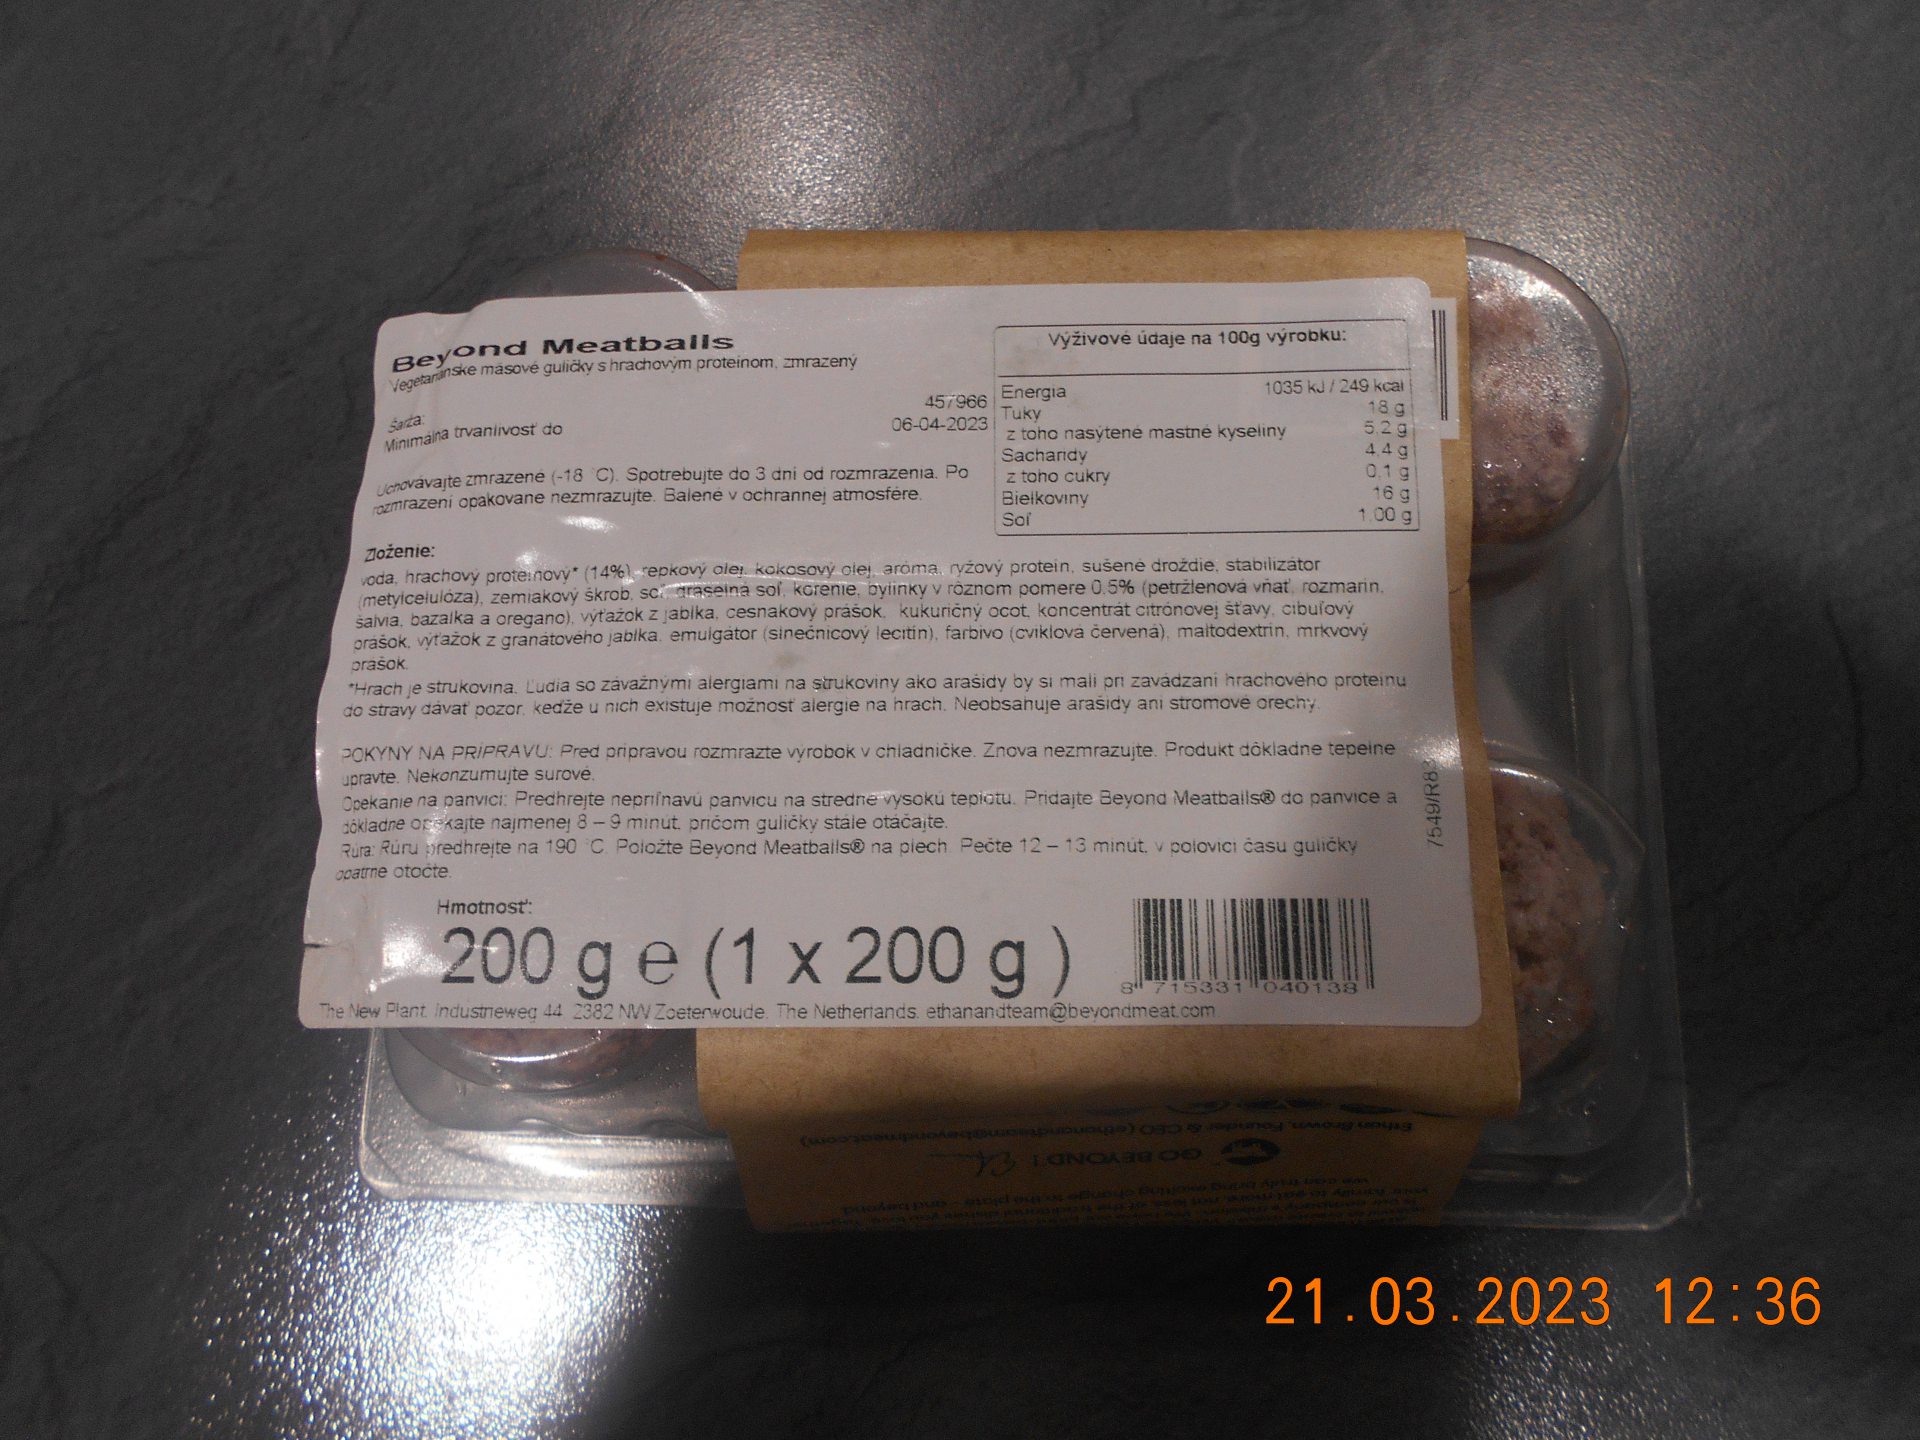 Beyond Meatballs
Vegetariánske mäsové guličky s hrachovým proteínom, zmrazený
Šarža: 457966
Minimálna trvanlivosť do 06-04-2023
Uchovávajte zmrazené (-18 °C). Spotrebujte do 3 dní od rozmrazenia. Po
rozmrazení opakovane nezmrazujte. Balené v ochrannej atmosfére.
Výživové údaje na 100g výrobku:
Energia 1035 kJ / 249 kcal
Tuky 18 g
z toho nasýtené mastné kyseliny 5.2 g
Sacharidy 4.4 g
z toho cukry 0.1 g
Bielkoviny 16 g
Soľ 1.00 g
Zloženie:
voda, hrachový proteínový* (14%), repkový olej, kokosový olej, aróma, ryžový proteín, sušené droždie, stabilizátor
(metylcelulóza), zemiakový škrob, soľ, draselná soľ, korenie, bylinky v rôznom pomere 0.5% (petržlenová vňať, rozmarín,
šalvia, bazalka a oregano), výťažok z jablka, cesnakový prášok, kukuričný ocot, koncentrát citrónovej šťavy, cibuľový
prášok, výťažok z granátového jablka, emulgátor (slnečnicový lecitín), farbivo (cviklová červená), maltodextrín, mrkvový
prášok.
*Hrach je strukovina. Ľudia so závažnými alergiami na strukoviny ako arašidy by si mali pri zavádzaní hrachového proteínu
do stravy dávať pozor, keďže u nich existuje možnosť alergie na hrach. Neobsahuje arašidy ani stromové orechy.
POKYNY NA PRÍPRAVU: Pred prípravou rozmrazte výrobok v chladničke. Znova nezmrazujte. Produkt dôkladne tepelne
upravte. Nekonzumujte surové.
Opekanie na panvici: Predhrejte nepriľnavú panvicu na stredne vysokú teplotu. Pridajte Beyond Meatballs® do panvice a
dôkladne opekajte najmenej 8 – 9 minút, pričom guličky stále otáčajte.
Rúra: Rúru predhrejte na 190 °C. Položte Beyond Meatballs® na plech. Pečte 12 – 13 minút, v polovici času guličky
opatrne otočte.
7549/R83
Hmotnosť:
200 g e (1 x 200 g )
8 715331 040138
The New Plant, Industrieweg 44, 2382 NW Zoeterwoude, The Netherlands, ethanandteam@beyondmeat.com
Ethan Brown, Founder & CEO (ethanandteam@beyondmeat.com)
GO BEYOND!
21.03.2023 12:36